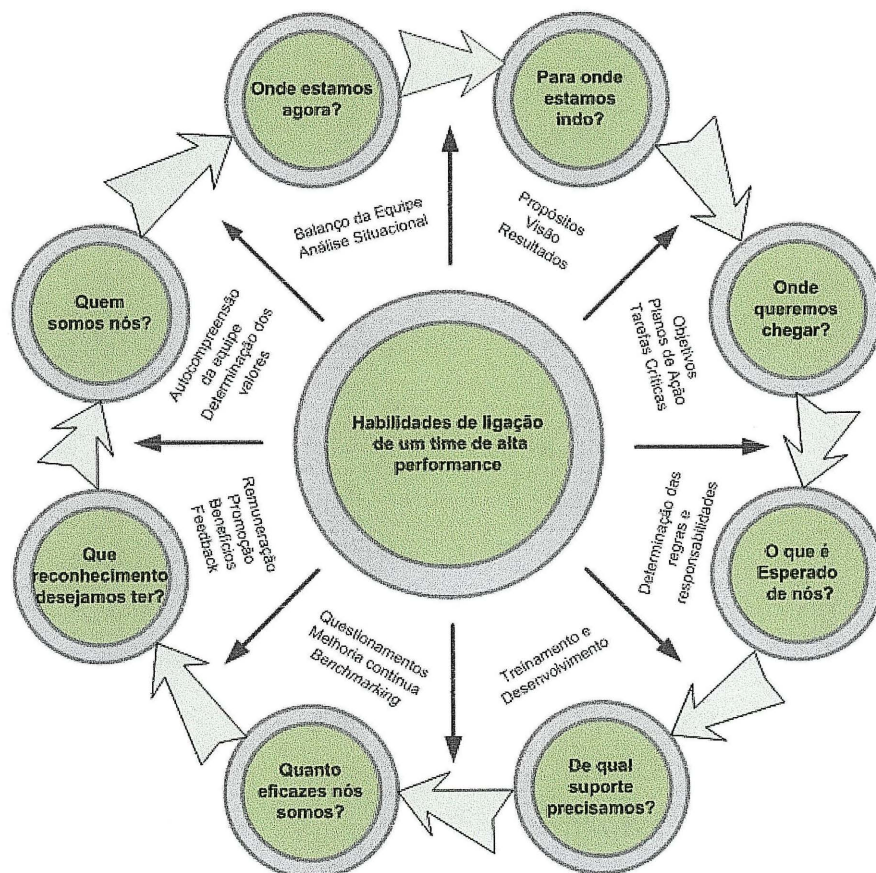 Onde estamos
agora?
Para onde
estamos
indo?
Onde
queremos
chegar?
O que é
Esperado
de nós?
De qual
suporte
precisamos?
Quanto
eficazes nós
somos?
Que
reconhecimento
desejamos ter?
Quem
somos nós?
Balanço da Equipe
Análise Situacional
Propósitos
Visão
Resultados
Objetivos
Planos de Ação
Tarefas Críticas
Determinação das
regras e
responsabilidades
Treinamento e
Desenvolvimento
Questionamentos
Melhoria contínua
Benchmarking
Remuneração
Promoção
Benefícios
Feedback
Autocompreensão
da equipe
Determinação dos
valores
Habilidades de ligação
de um time de alta
performance